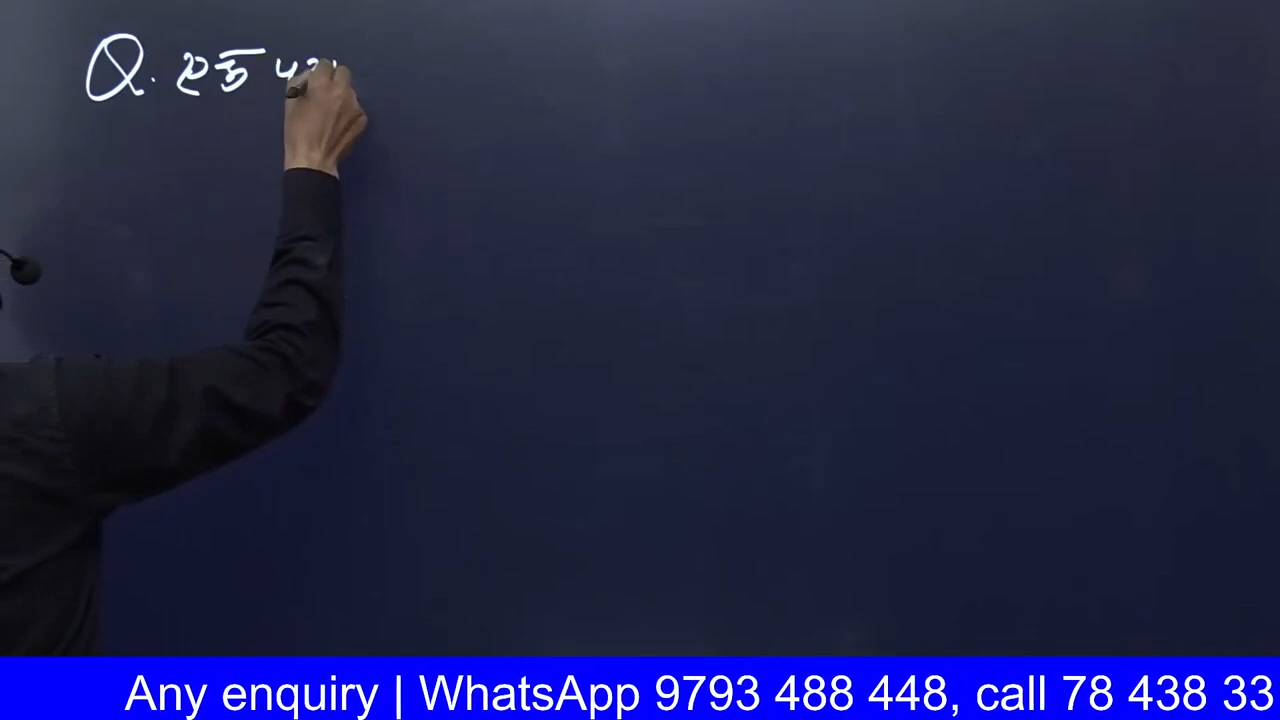 Q. एक
Any enquiry | WhatsApp 9793 488 448, call 78 438 33